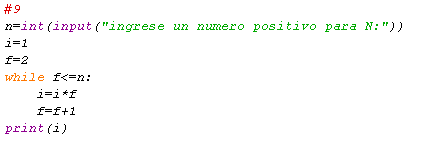 #9
n=int(input("ingrese un numero positivo para N:"))
i=1
f=2
while f<=n:
    i=i*f
    f=f+1
print(i)